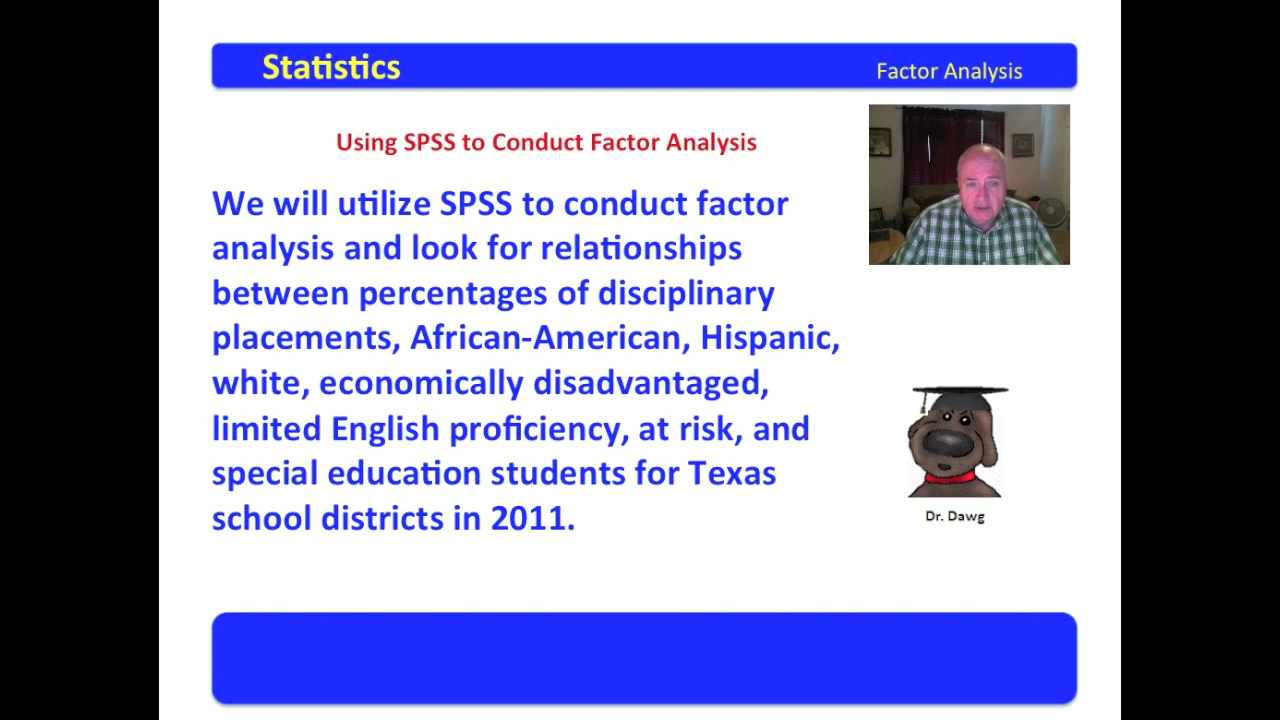 Statistics
Factor Analysis
Using SPSS to Conduct Factor Analysis
We will utilize SPSS to conduct factor
analysis and look for relationships
between percentages of disciplinary
placements, African-American, Hispanic,
white, economically disadvantaged,
limited English proficiency, at risk, and
special education students for Texas
school districts in 2011.
Dr. Dawg